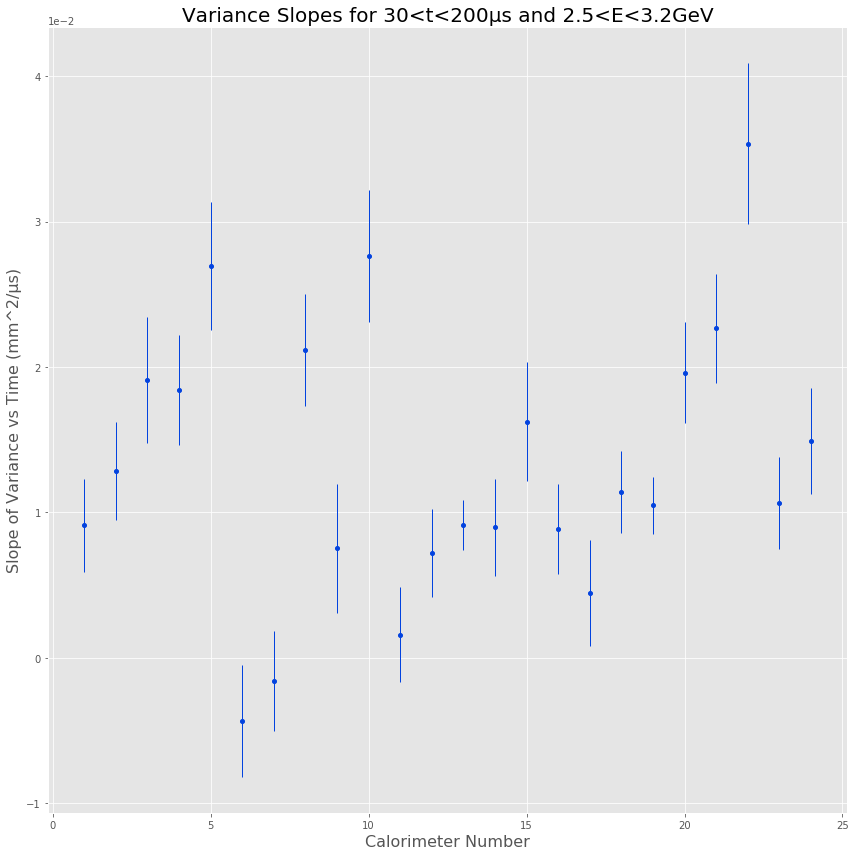 Variance Slopes for 30<t<200μs and 2.5<E<3.2GeV
1e−2
4
3
2
1
0
−1
Slope of Variance vs Time (mm^2/μs)
0 5 10 15 20 25
Calorimeter Number